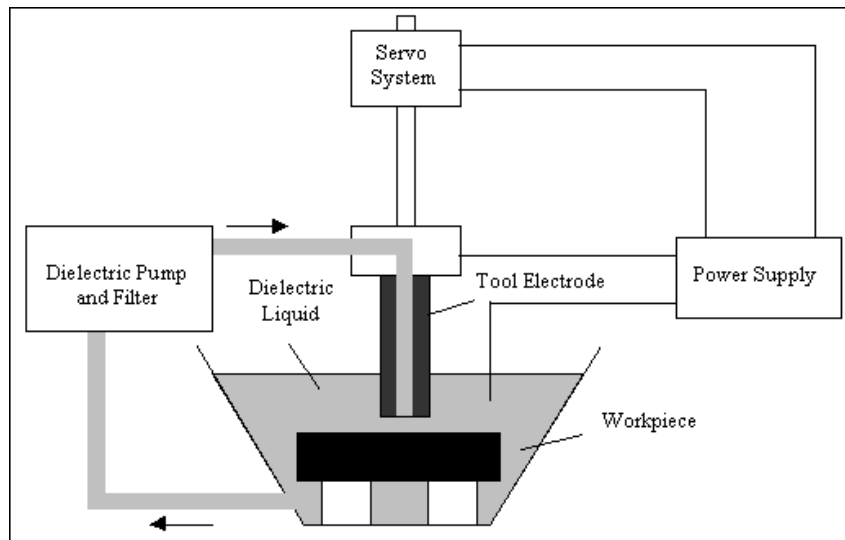 Servo
System
Dielectric Pump
and Filter
Dielectric
Liquid
Tool Electrode
Power Supply
Workpiece